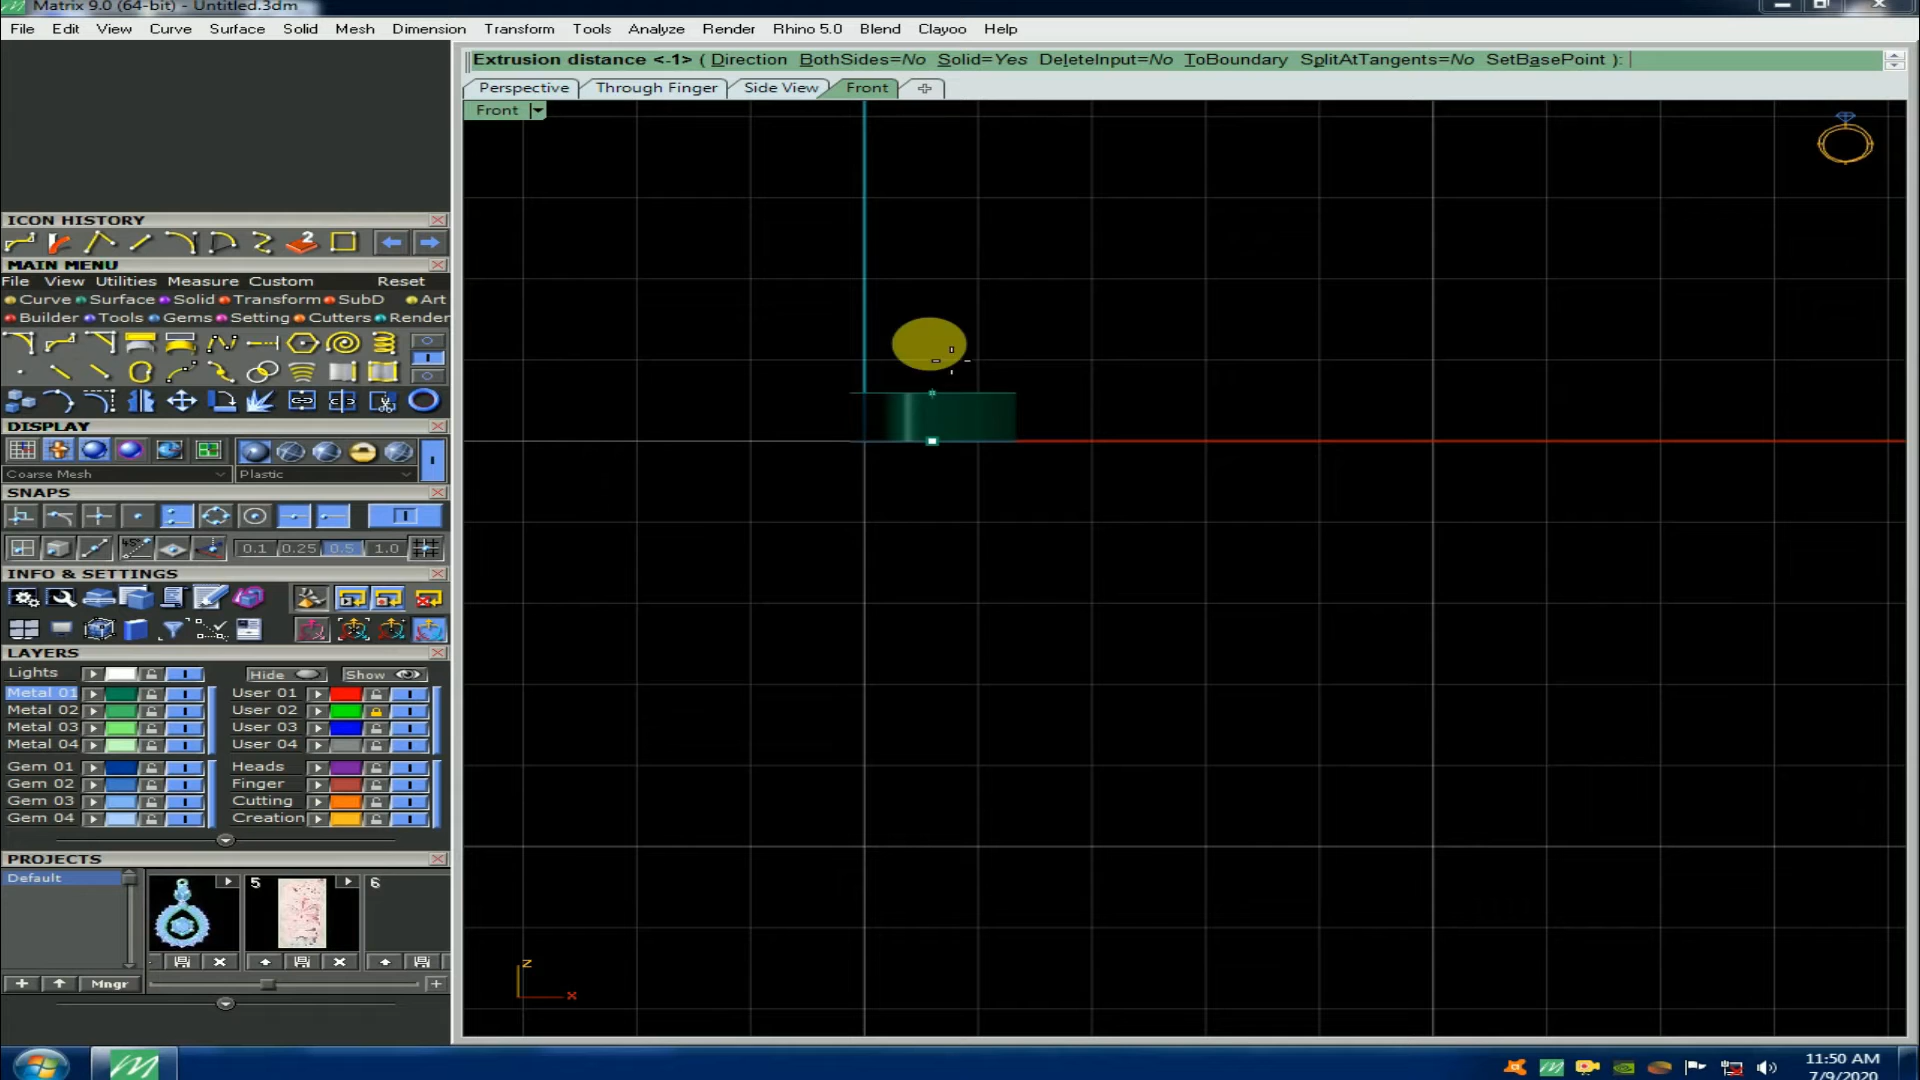 Matrix 9.0 (64-bit) - Untitled.3dm
File Edit View Curve Surface Solid Mesh Dimension Transform Tools Analyze Render Rhino 5.0 Blend Clayoo Help
Extrusion distance <-1> ( Direction BothSides=No Solid=Yes DeleteInput=No ToBoundary SplitAtTangents=No SetBasePoint ):
Perspective Through Finger Side View Front
Front
ICON HISTORY
2
MAIN MENU
File View Utilities Measure Custom Reset
Curve Surface Solid Transform SubD Art
Builder Tools Gems Setting Cutters Render
DISPLAY
Coarse Mesh Plastic
SNAPS
45°
0.1 0.25 0.5 1.0
INFO & SETTINGS
LAYERS
Lights Hide Show
Metal 01 User 01
Metal 02 User 02
Metal 03 User 03
Metal 04 User 04
Gem 01 Heads
Gem 02 Finger
Gem 03 Cutting
Gem 04 Creation
PROJECTS
Default 5 6
Mngr
z
x
11:50 AM
7/9/2020